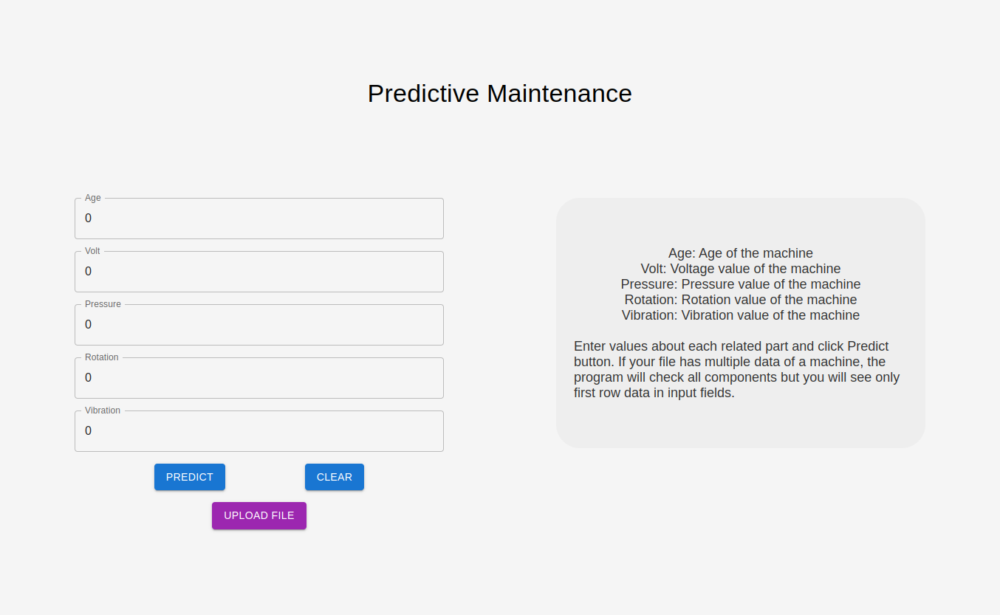 Predictive Maintenance
Age
0
Volt
0
Pressure
0
Rotation
0
Vibration
0
PREDICT
CLEAR
UPLOAD FILE
Age: Age of the machine
Volt: Voltage value of the machine
Pressure: Pressure value of the machine
Rotation: Rotation value of the machine
Vibration: Vibration value of the machine
Enter values about each related part and click Predict
button. If your file has multiple data of a machine, the
program will check all components but you will see only
first row data in input fields.